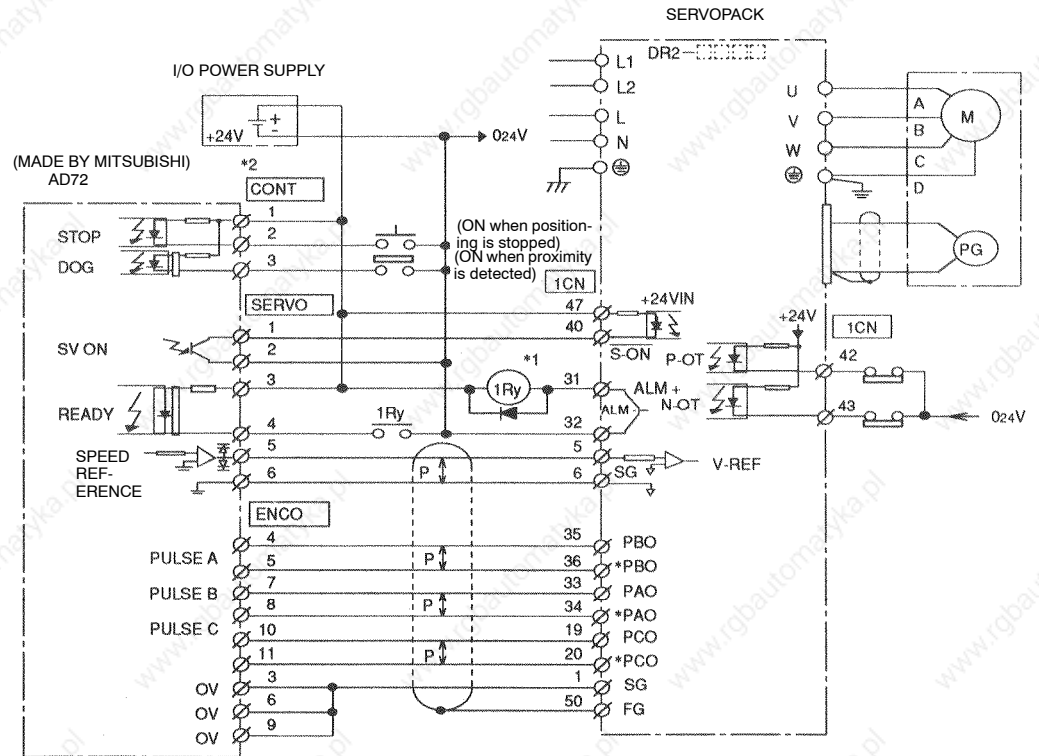 SERVOPACK
DR2
I/O POWER SUPPLY
+
-
+24V
024V
L1
L2
L
N
U
V
W
A
B
C
D
M
PG
(MADE BY MITSUBISHI)
AD72
*2
CONT
STOP
DOG
1
2
3
(ON when position-
ing is stopped)
(ON when proximity
is detected)
1CN
SERVO
47
+24VIN
40
S-ON
SV ON
1
2
*1
READY
3
1Ry
31
ALM +
ALM -
4
1Ry
32
+24V
1CN
P-OT
42
N-OT
43
024V
SPEED
REF-
ERENCE
5
P
5
V-REF
6
6
SG
ENCO
PULSE A
4
35
PBO
P
5
36
*PBO
PULSE B
7
33
PAO
P
8
34
*PAO
PULSE C
10
19
PCO
P
11
20
*PCO
OV
3
1
SG
OV
6
50
FG
OV
9
www.rgbautomatyka.pl